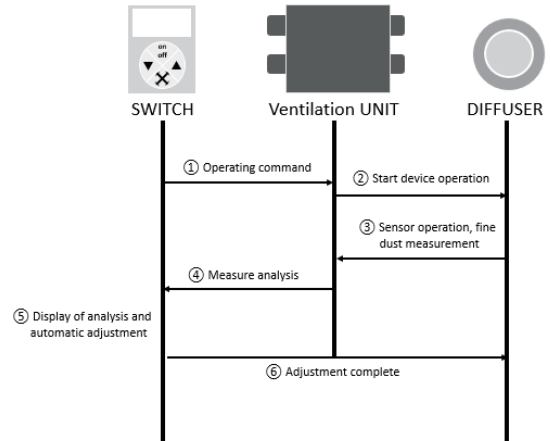 on
off
SWITCH
Ventilation UNIT
DIFFUSER
① Operating command
② Start device operation
③ Sensor operation, fine
dust measurement
④ Measure analysis
⑤ Display of analysis and
automatic adjustment
⑥ Adjustment complete